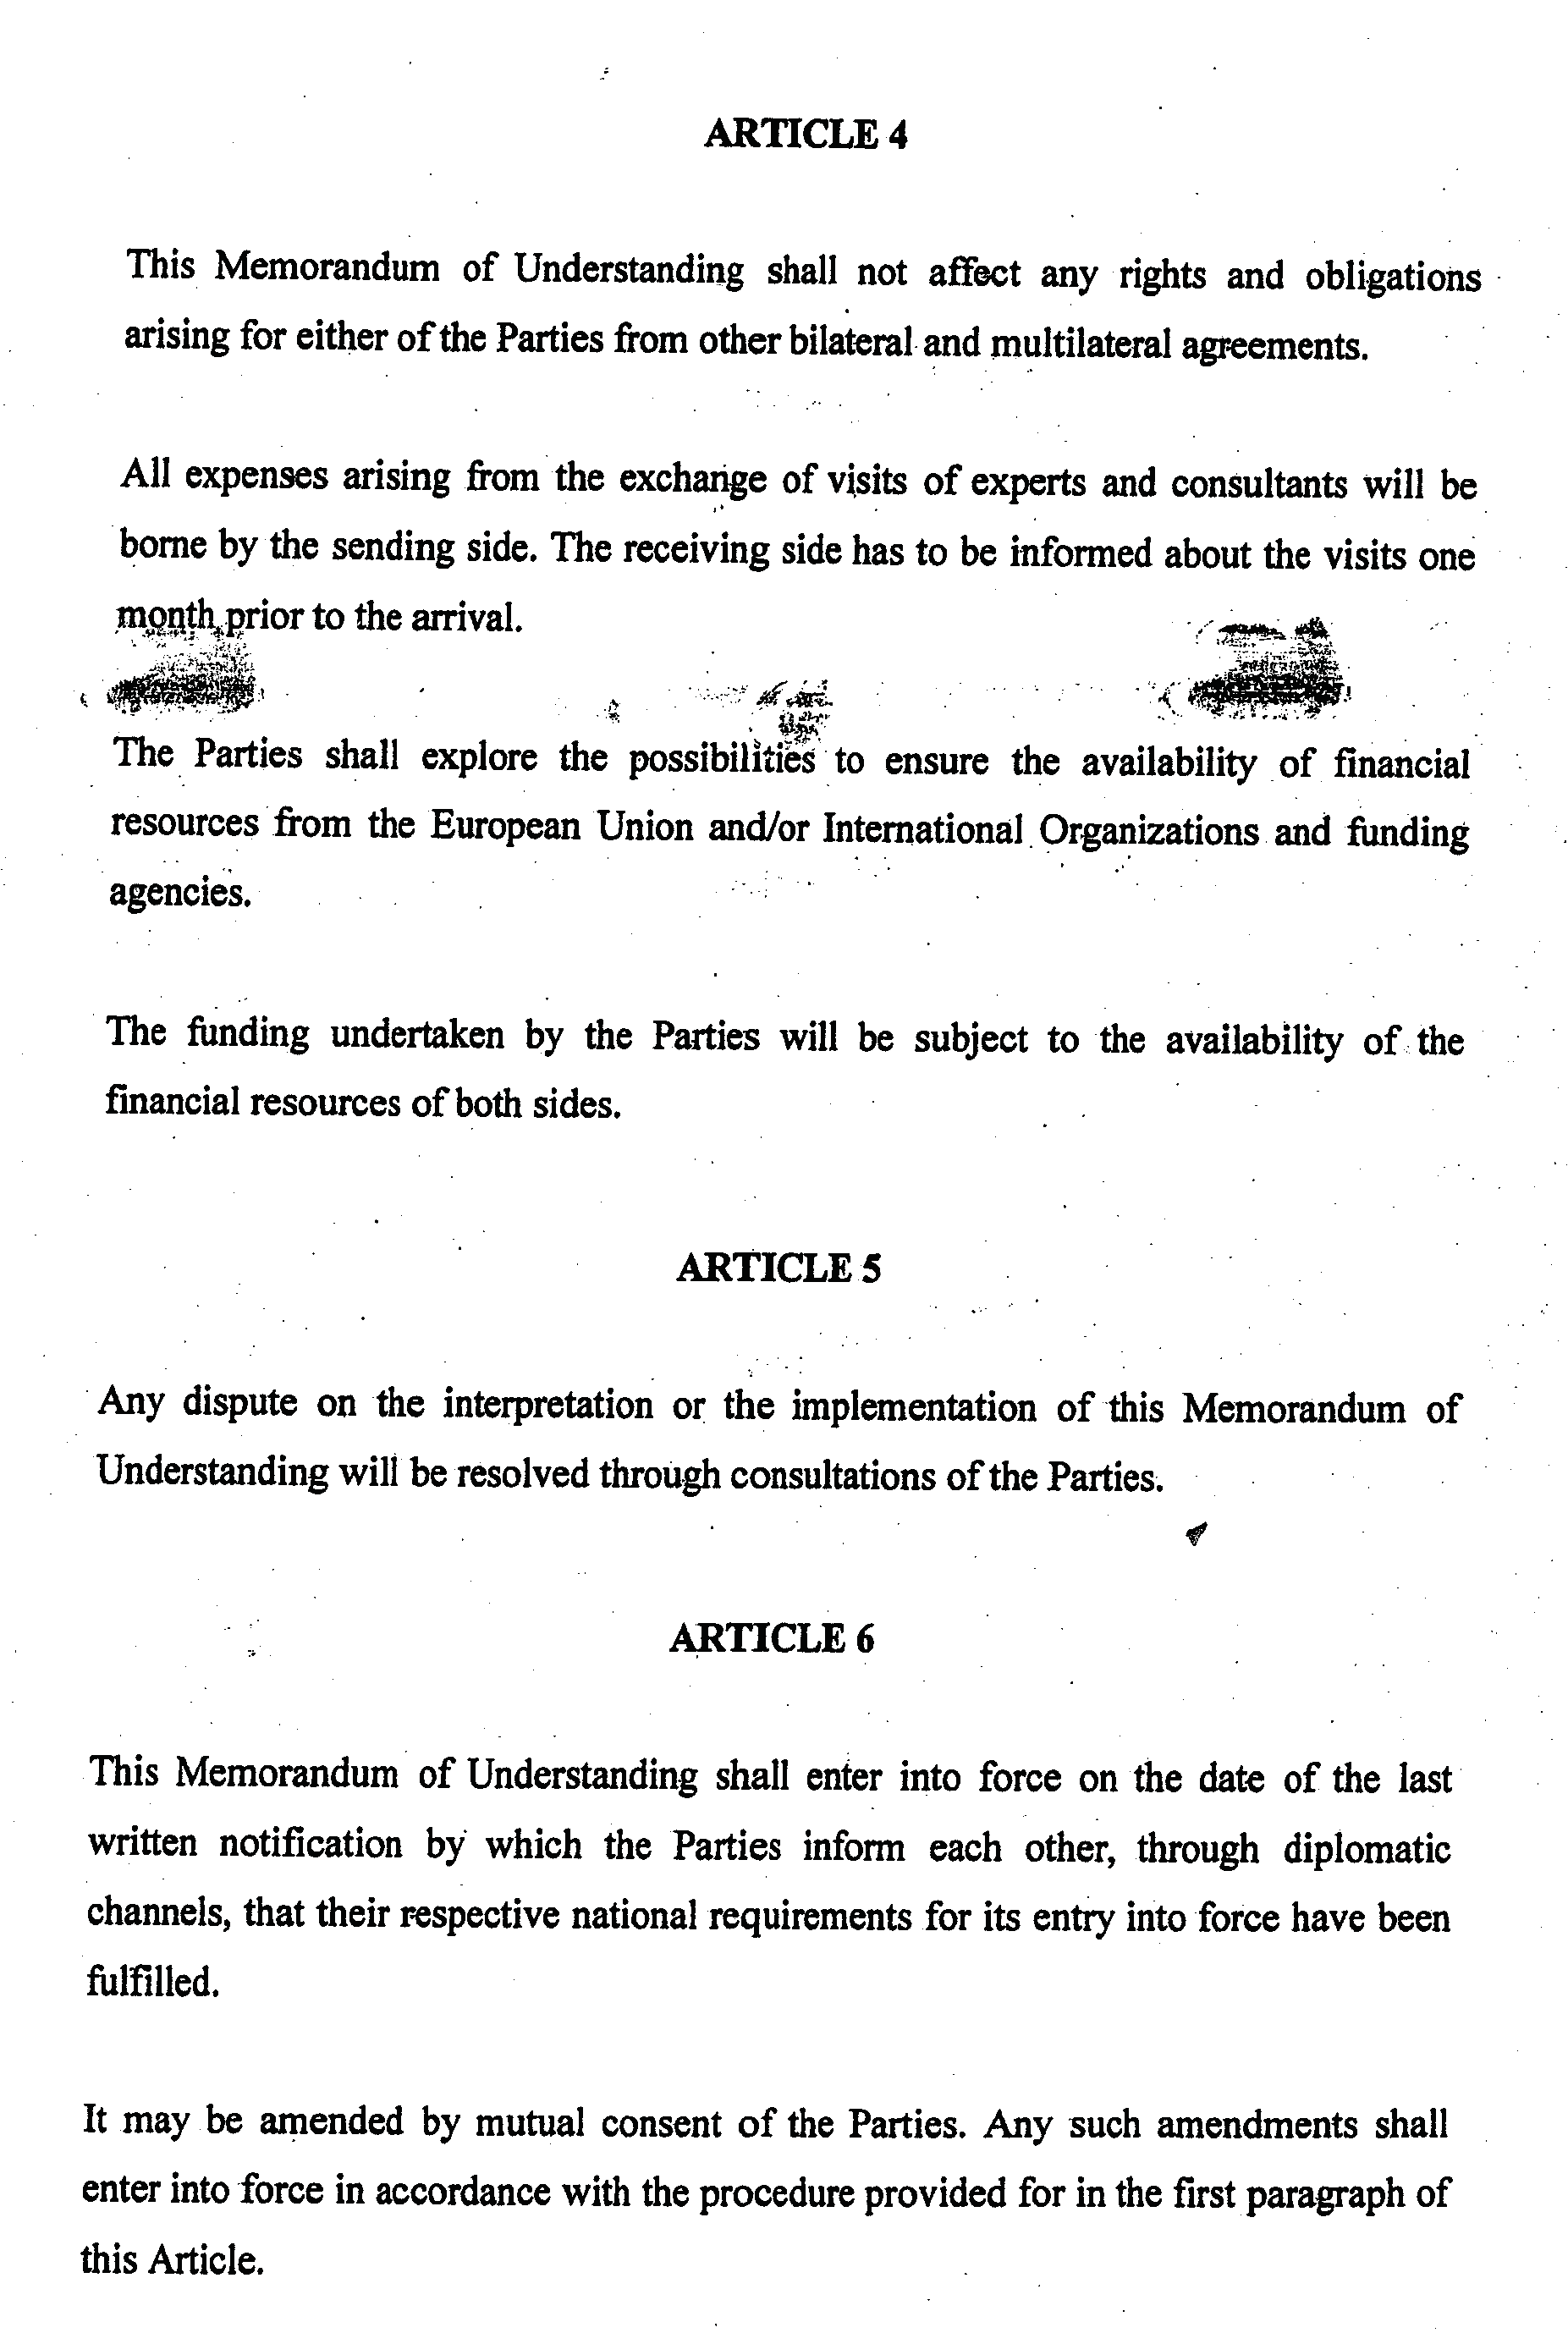 ARTICLE 4
This Memorandum of Understanding shall not affect any rights and obligations
arising for either of the Parties from other bilateral and multilateral agreements.
All expenses arising from the exchange of visits of experts and consultants will be
borne by the sending side. The receiving side has to be informed about the visits one
month prior to the arrival.
The Parties shall explore the possibilities to ensure the availability of financial
resources from the European Union and/or International Organizations and funding
agencies.
The funding undertaken by the Parties will be subject to the availability of the
financial resources of both sides.
ARTICLE 5
Any dispute on the interpretation or the implementation of this Memorandum of
Understanding will be resolved through consultations of the Parties.
ARTICLE 6
This Memorandum of Understanding shall enter into force on the date of the last
written notification by which the Parties inform each other, through diplomatic
channels, that their respective national requirements for its entry into force have been
fulfilled.
It may be amended by mutual consent of the Parties. Any such amendments shall
enter into force in accordance with the procedure provided for in the first paragraph of
this Article.